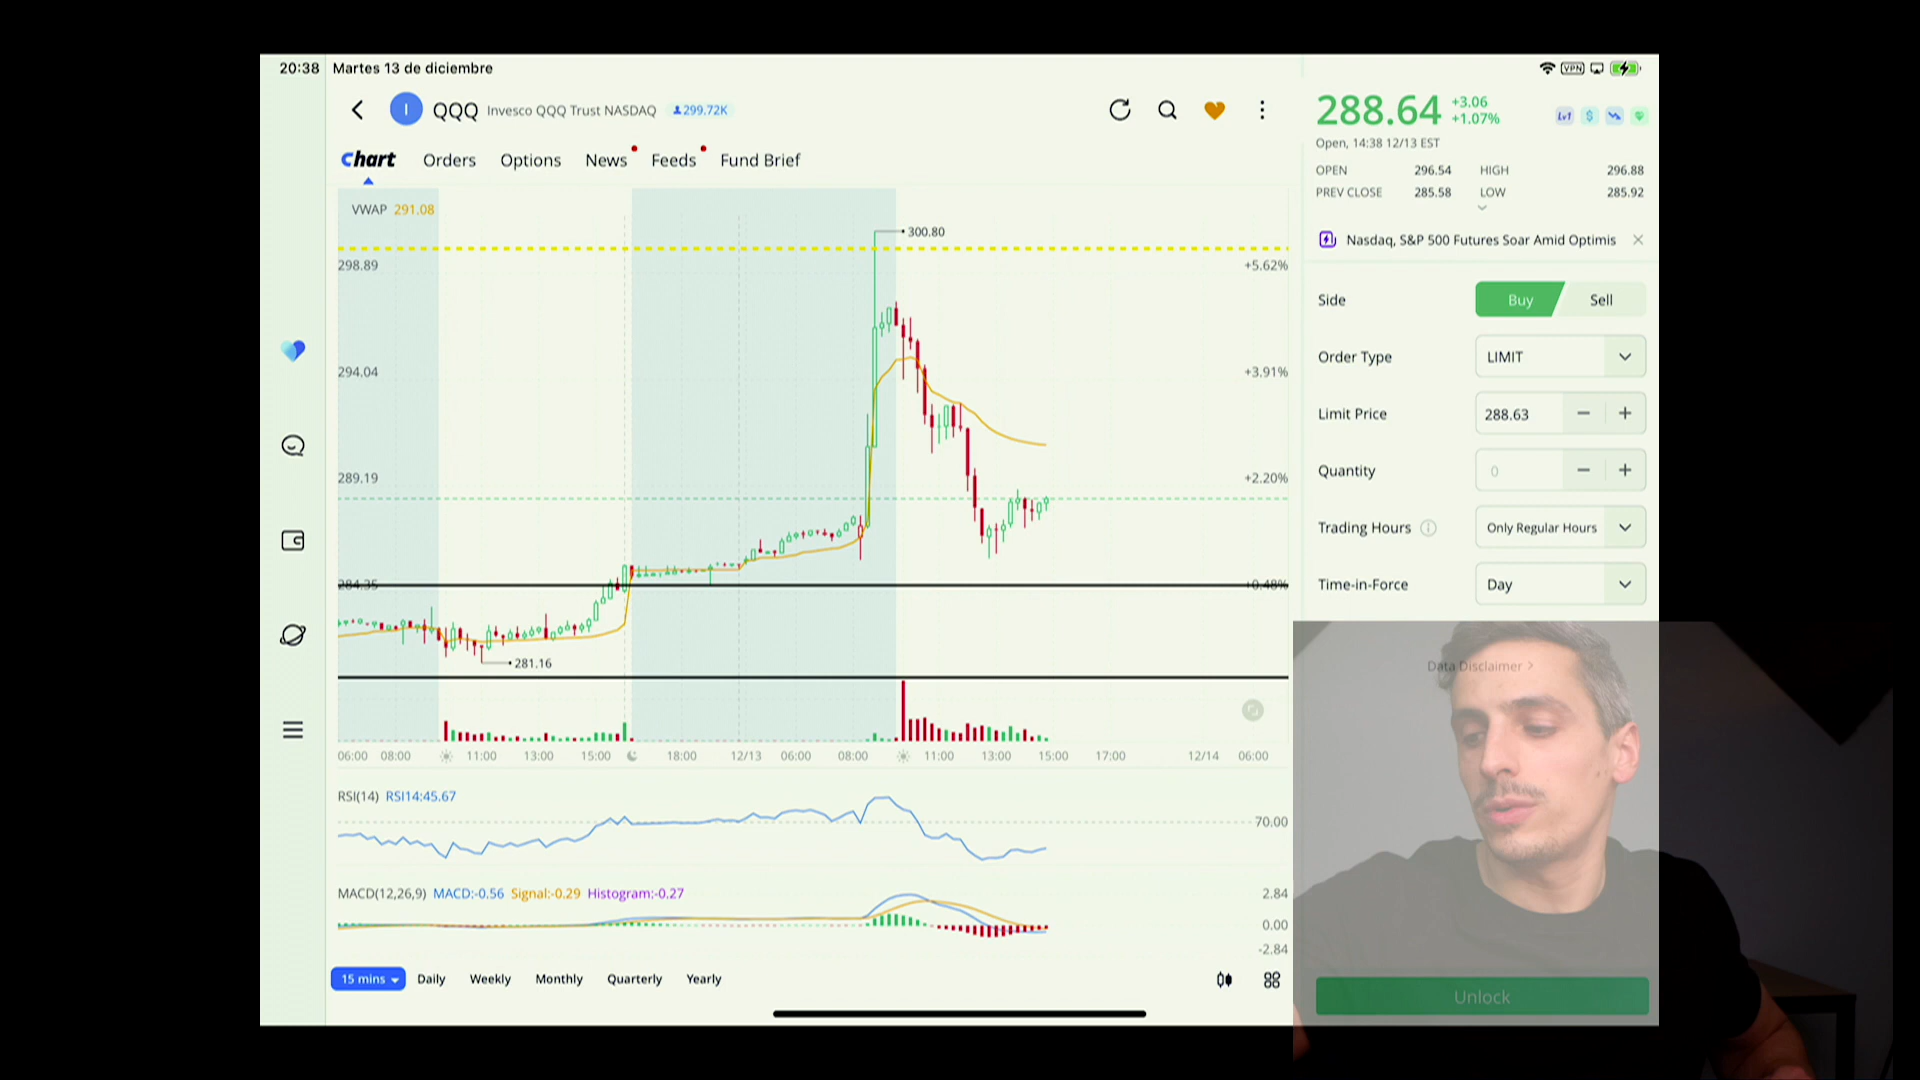 20:38 Martes 13 de diciembre
VPN
I QQQ Invesco QQQ Trust NASDAQ 299.72K
Chart Orders Options News Feeds Fund Brief
VWAP 291.08
300.80
298.89 +5.62%
294.04 +3.91%
289.19 +2.20%
284.35 +0.48%
281.16
06:00 08:00 11:00 13:00 15:00 18:00 12/13 06:00 08:00 11:00 13:00 15:00 17:00 12/14 06:00
RSI(14) RSI14:45.67
70.00
MACD(12,26,9) MACD:-0.56 Signal:-0.29 Histogram:-0.27
2.84
0.00
-2.84
15 mins Daily Weekly Monthly Quarterly Yearly
288.64 +3.06
+1.07%
Lv1 $
Open, 14:38 12/13 EST
OPEN 296.54 HIGH 296.88
PREV CLOSE 285.58 LOW 285.92
Nasdaq, S&P 500 Futures Soar Amid Optimis
Side Buy Sell
Order Type LIMIT
Limit Price 288.63 − +
Quantity 0 − +
Trading Hours Only Regular Hours
Time-in-Force Day
Data Disclaimer >
Unlock